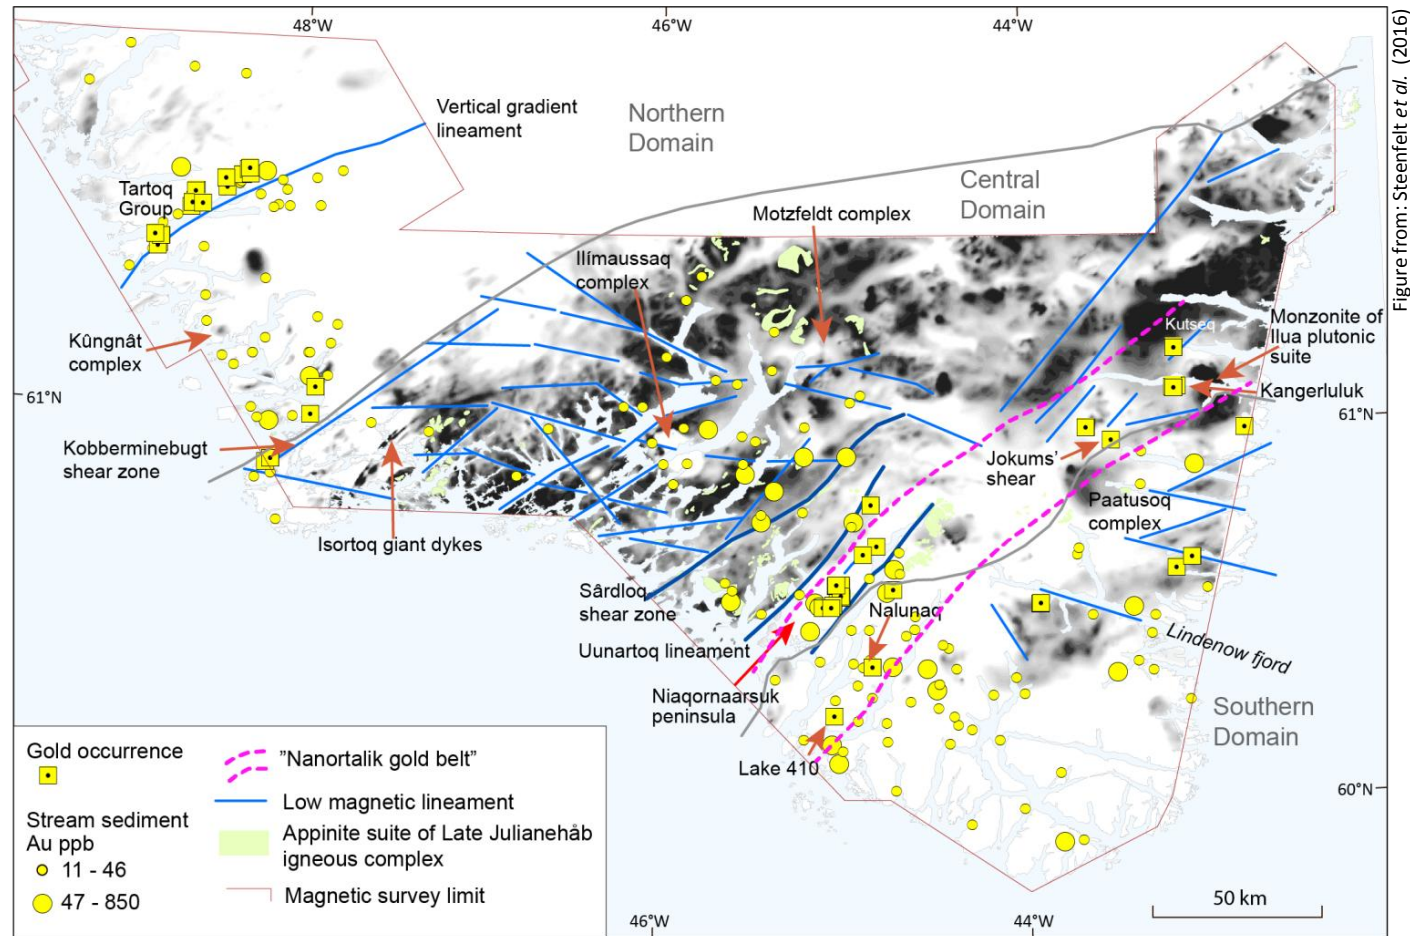 48°W
46°W
44°W
Figure from: Steenfelt et al. (2016)
Vertical gradient
lineament
Northern
Domain
Central
Domain
Tartoq
Group
Motzfeldt complex
Ilímaussaq
complex
Kûngnât
complex
Kutseq
Monzonite of
Ilua plutonic
suite
Kangerluluk
61°N
61°N
Kobberminebugt
shear zone
Jokums'
shear
Paatusoq
complex
Isortoq giant dykes
Sârdloq
shear zone
Nalunaq
Uunartoq lineament
Lindenow fjord
Niaqornaarsuk
peninsula
Southern
Domain
Lake 410
60°N
Gold occurrence
Stream sediment
Au ppb
11 - 46
47 - 850
"Nanortalik gold belt"
Low magnetic lineament
Appinite suite of Late Julianehåb
igneous complex
Magnetic survey limit
50 km
46°W
44°W